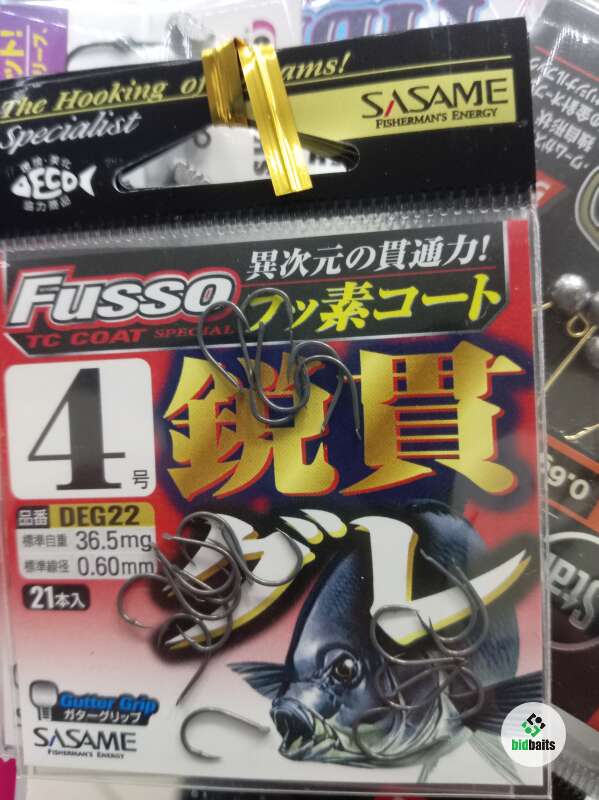 The Hooking of
ams!
Specialist
SASAME
FISHERMAN'S ENERGY
ECO
異次元の貫通力!
Fusso
フッ素コート
TC COAT SPECIAL
4
号
鋭貫
グレ
品番 DEG22
標準自重 36.5mg
標準線径 0.60mm
21本入
Gutter Grip
ガターグリップ
SASAME
FISHERMAN'S ENERGY
bidbaits